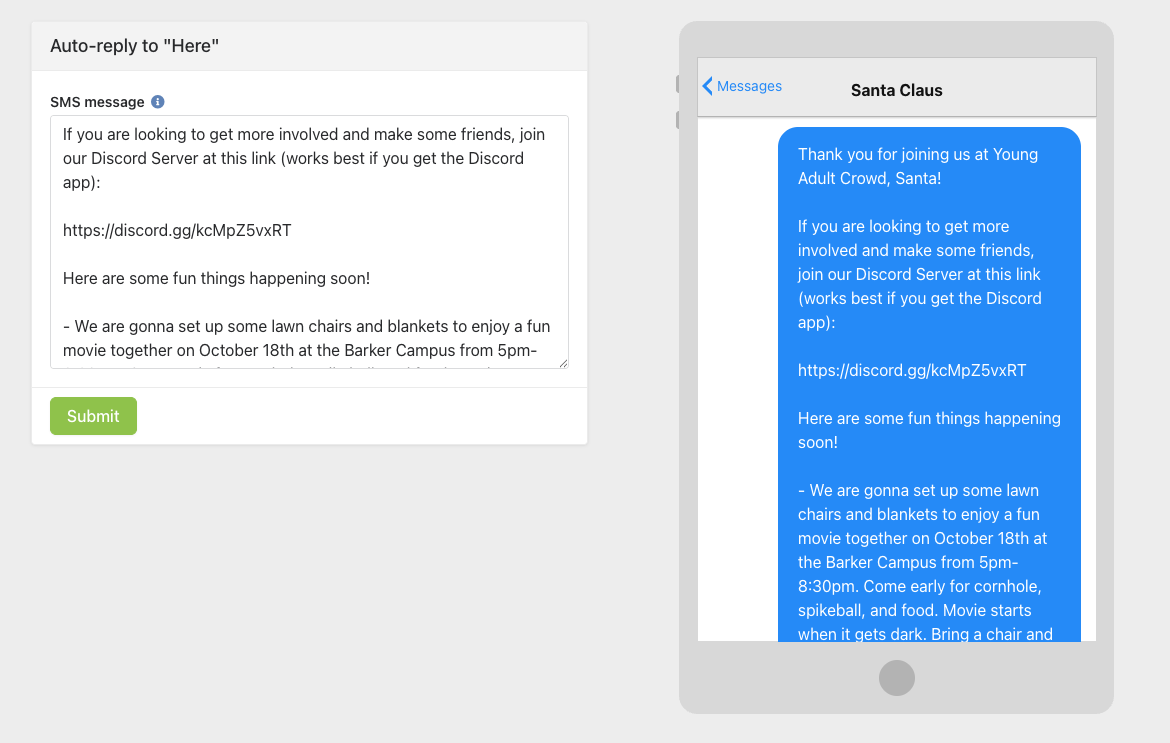 Auto-reply to "Here"
SMS message
If you are looking to get more involved and make some friends, join
our Discord Server at this link (works best if you get the Discord
app):
https://discord.gg/kcMpZ5vxRT
Here are some fun things happening soon!
- We are gonna set up some lawn chairs and blankets to enjoy a fun
movie together on October 18th at the Barker Campus from 5pm-
Submit
Messages
Santa Claus
Thank you for joining us at Young
Adult Crowd, Santa!
If you are looking to get more
involved and make some friends,
join our Discord Server at this link
(works best if you get the Discord
app):
https://discord.gg/kcMpZ5vxRT
Here are some fun things happening
soon!
- We are gonna set up some lawn
chairs and blankets to enjoy a fun
movie together on October 18th at
the Barker Campus from 5pm-
8:30pm. Come early for cornhole,
spikeball, and food. Movie starts
when it gets dark. Bring a chair and